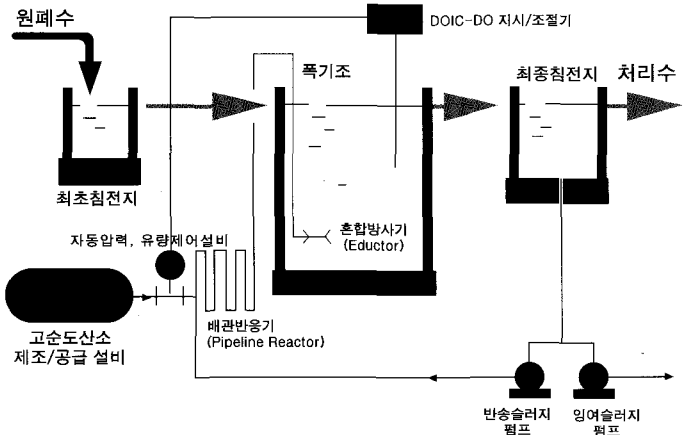 원폐수
DOIC-DO 지시/조절기
폭기조
최종침전지
처리수
최초침전지
혼합방사기
(Eductor)
자동압력, 유량제어설비
배관반응기
(Pipeline Reactor)
고순도산소
제조/공급 설비
반송슬러지
펌프
잉여슬러지
펌프